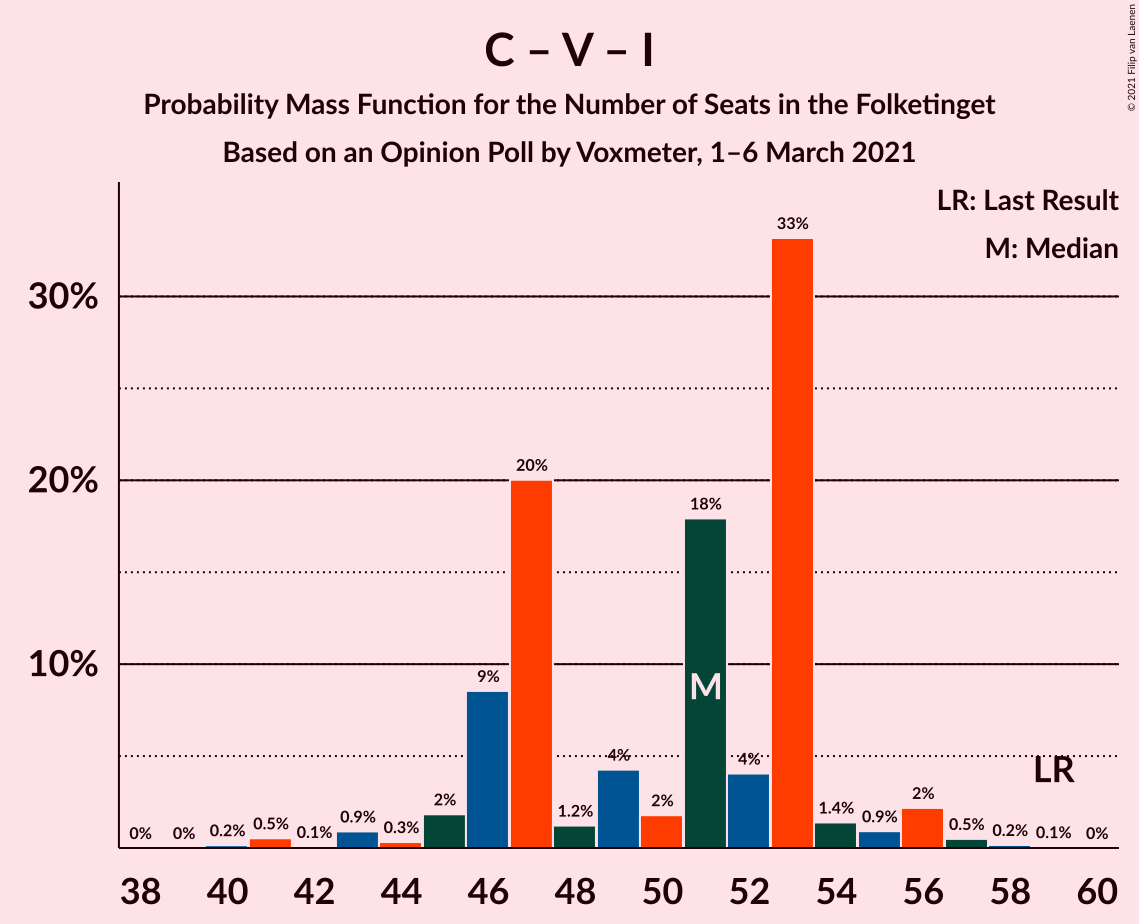 C – V – I
Probability Mass Function for the Number of Seats in the Folketinget
Based on an Opinion Poll by Voxmeter, 1–6 March 2021
© 2021 Filip van Laenen
LR: Last Result
M: Median
30%
20%
10%
0% 0% 0.2% 0.5% 0.1% 0.9% 0.3% 2% 9% 20% 1.2% 4% 2% 18% 4% 33% 1.4% 0.9% 2% 0.5% 0.2% 0.1% 0%
M
LR
38 40 42 44 46 48 50 52 54 56 58 60